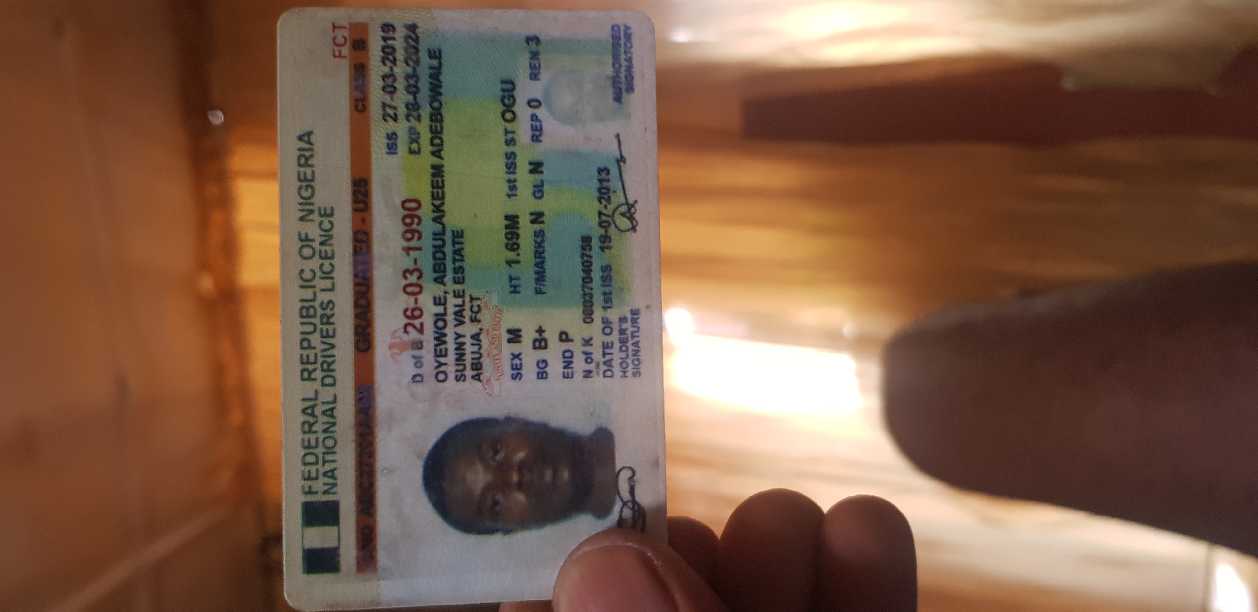 FEDERAL REPUBLIC OF NIGERIA
NATIONAL DRIVERS LICENCE
FCT
GRADUATED - U25 CLASS B
ISS 27-03-2019
D of B 26-03-1990 EXP 26-03-2024
OYEWOLE, ABDULAKEEM ADEBOWALE
SUNNY VALE ESTATE
ABUJA, FCT
SEX M HT 1.69M 1st ISS ST OGU
BG B+ F/MARKS N GL N REP 0 REN 3
END P
N of K 08037040758
DATE OF 1st ISS 19-07-2013
HOLDER'S
SIGNATURE
AUTHORISED
SIGNATORY